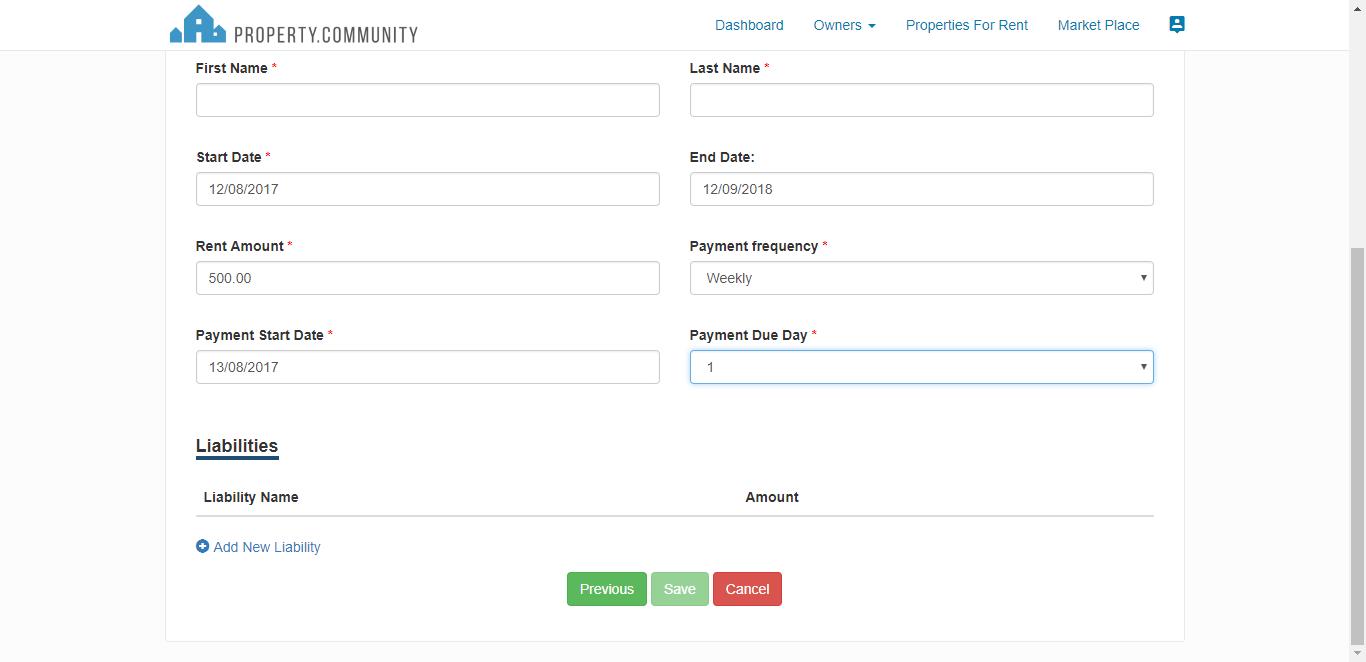 PROPERTY.COMMUNITY Dashboard Owners Properties For Rent Market Place
First Name * Last Name *
Start Date * End Date:
12/08/2017 12/09/2018
Rent Amount * Payment frequency *
500.00 Weekly
Payment Start Date * Payment Due Day *
13/08/2017 1
Liabilities
Liability Name Amount
Add New Liability
Previous Save Cancel